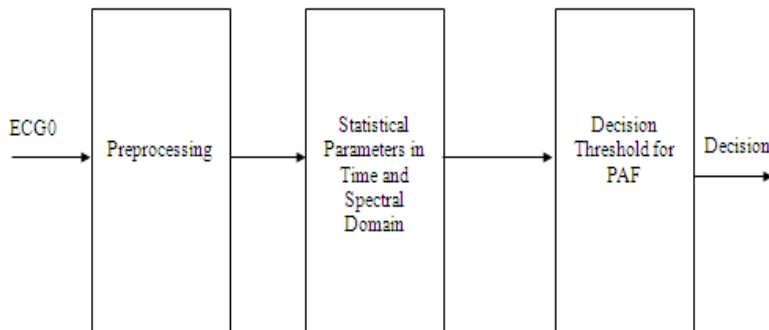 ECG0
Preprocessing
Statistical
Parameters in
Time and
Spectral
Domain
Decision
Threshold for
PAF
Decision